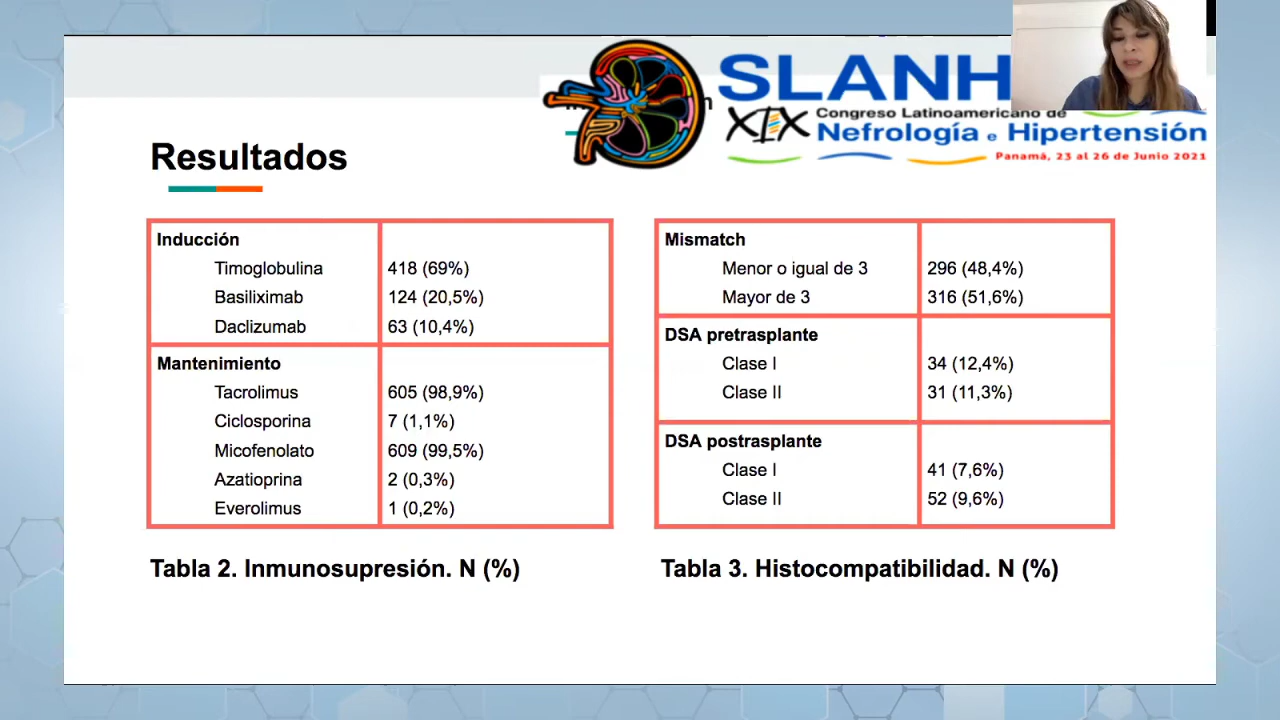 SLANH
XIX Congreso Latinoamericano de
Nefrología e Hipertensión
Panamá, 23 al 26 de Junio 2021
Resultados
Inducción
Timoglobulina 418 (69%)
Basiliximab 124 (20,5%)
Daclizumab 63 (10,4%)
Mantenimiento
Tacrolimus 605 (98,9%)
Ciclosporina 7 (1,1%)
Micofenolato 609 (99,5%)
Azatioprina 2 (0,3%)
Everolimus 1 (0,2%)
Tabla 2. Inmunosupresión. N (%)
Mismatch
Menor o igual de 3 296 (48,4%)
Mayor de 3 316 (51,6%)
DSA pretrasplante
Clase I 34 (12,4%)
Clase II 31 (11,3%)
DSA postrasplante
Clase I 41 (7,6%)
Clase II 52 (9,6%)
Tabla 3. Histocompatibilidad. N (%)